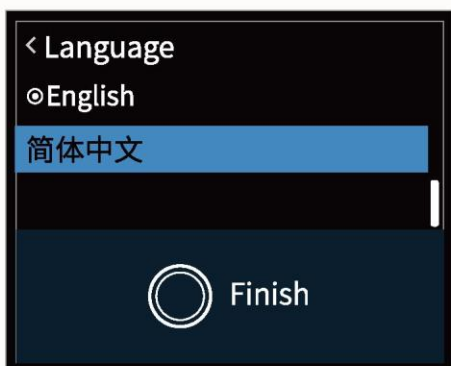 < Language
⊙English
简体中文
Finish